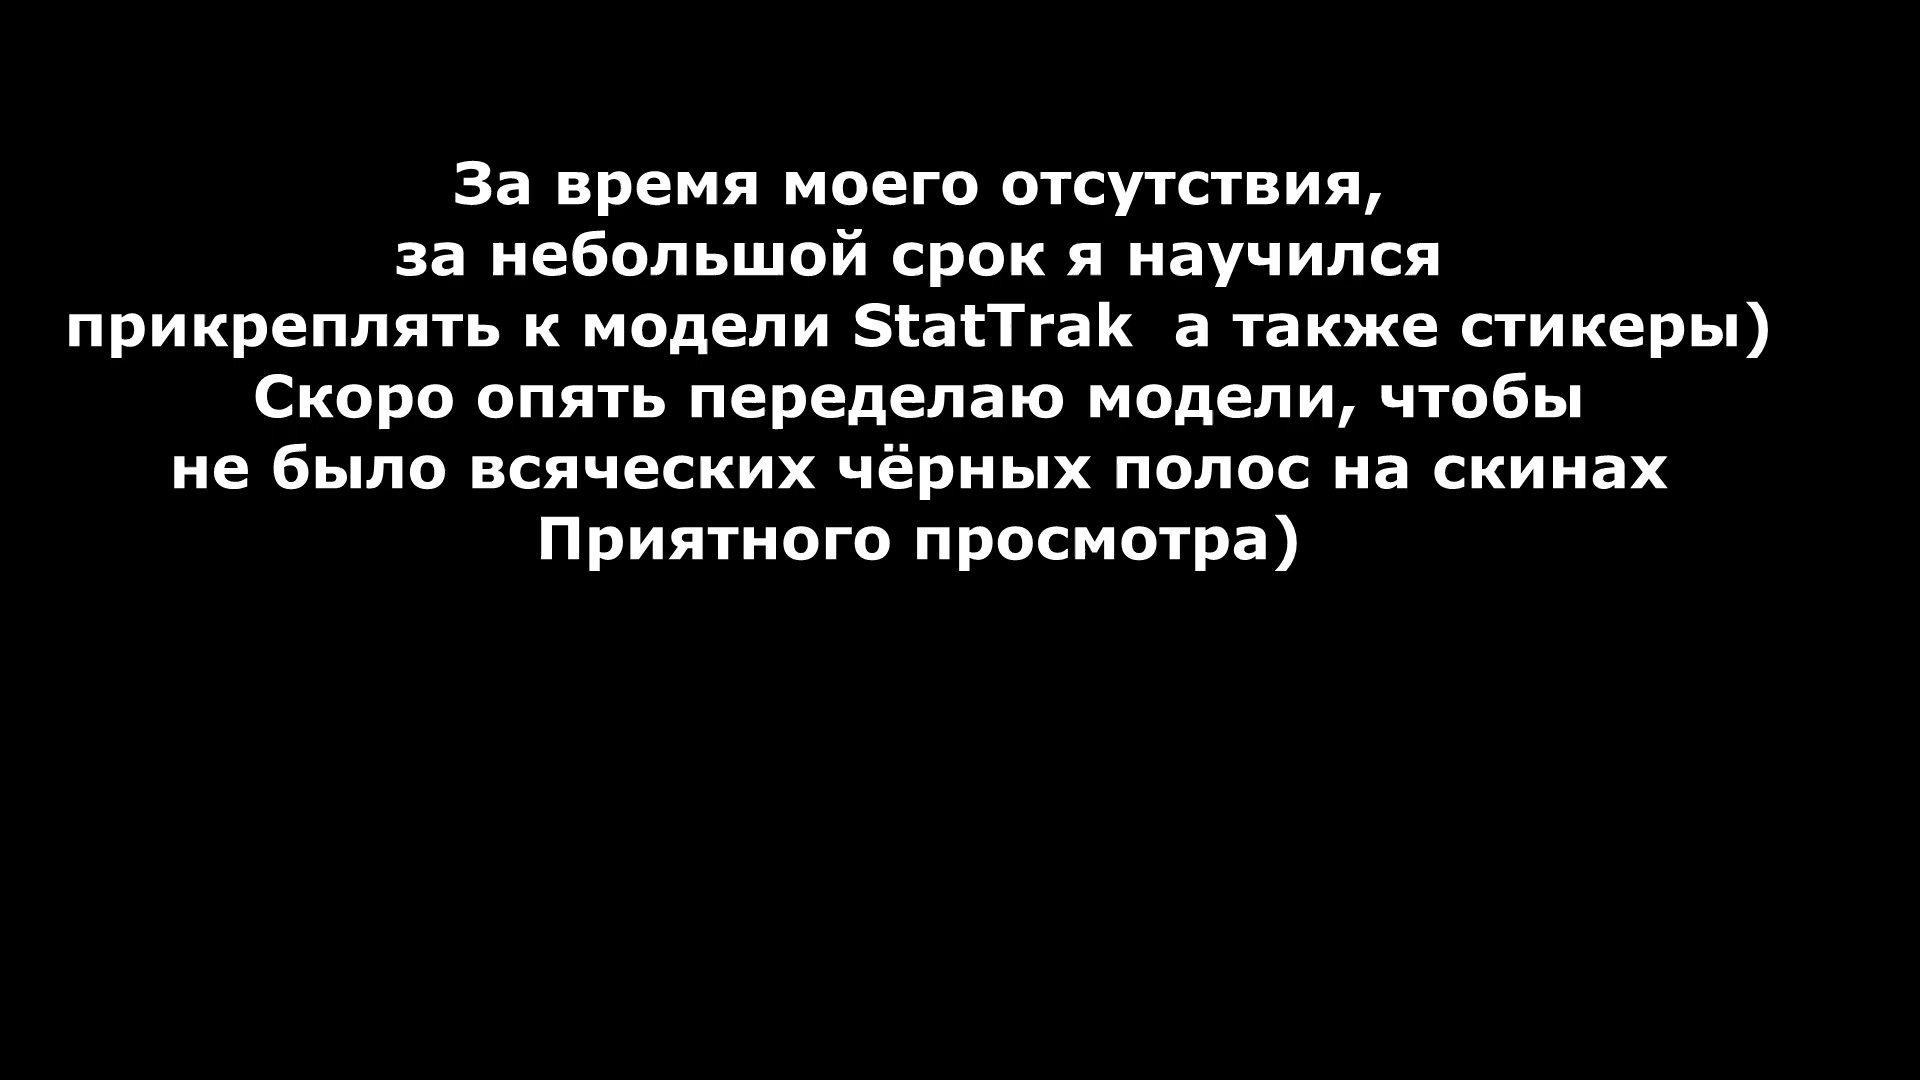 За время моего отсутствия,
за небольшой срок я научился
прикреплять к модели StatTrak  а также стикеры)
Скоро опять переделаю модели, чтобы
не было всяческих чёрных полос на скинах
Приятного просмотра)